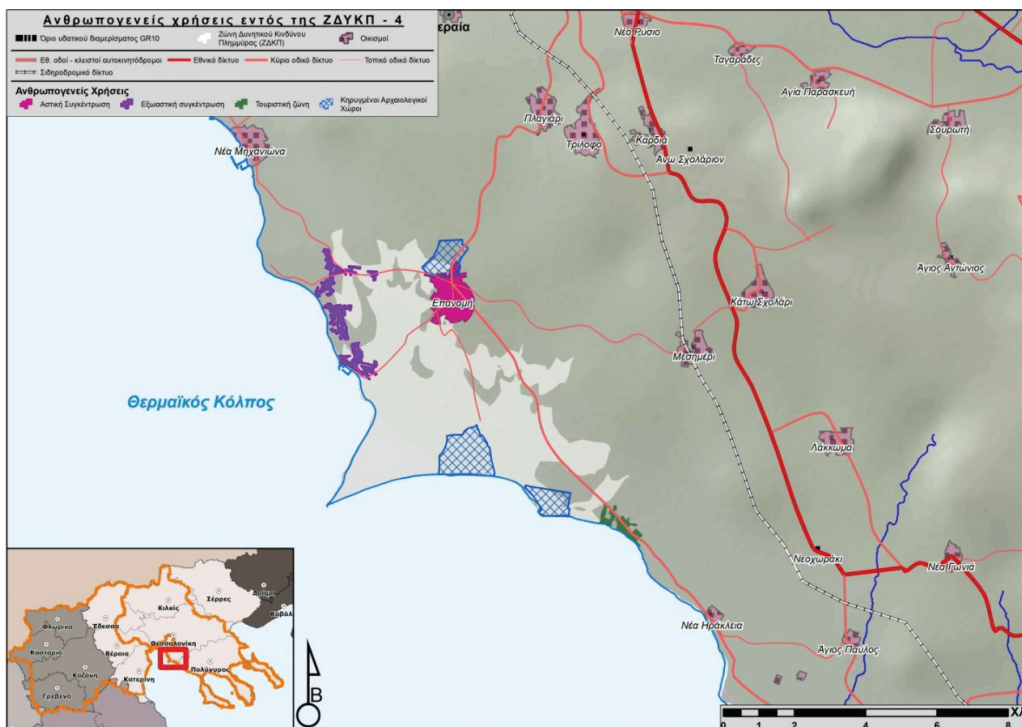 Ανθρωπογενείς χρήσεις εντός της ΖΔΥΚΠ - 4
Όριο υδατικού διαμερίσματος GR10
Ζώνη Δυνητικού Κινδύνου
Πλημμύρας (ΖΔΚΠ)
Οικισμοί
Εθ. οδοί - κλειστοί αυτοκινητόδρομοι
Εθνικό δίκτυο
Κύριο οδικό δίκτυο
Τοπικό οδικό δίκτυο
Σιδηροδρομικό δίκτυο
Ανθρωπογενείς Χρήσεις
Αστική Συγκέντρωση
Εξωαστική συγκέντρωση
Τουριστική ζώνη
Κηρυγμένοι Αρχαιολογικοί
Χώροι
εραία
Νέο Ρύσιο
Ταγαράδες
Αγία Παρασκευή
Πλαγιάρι
Τρίλοφο
Καρδιά
Σουρωτή
Άνω Σχολάριον
Νέα Μηχανιώνα
Άγιος Αντώνιος
Κάτω Σχολάρι
Επανομή
Μεσημέρι
Θερμαϊκός Κόλπος
Λάκκωμα
Νεοχωράκι
Νέα Γωνιά
Νέα Ηράκλεια
Άγιος Παύλος
Δράμα
Καβάλ
Σέρρες
Κιλκίς
Φλώρινα
Έδεσσα
Θεσσαλονίκη
Καστοριά
Βέροια
Πολύγυρος
Κοζάνη
Κατερίνη
Γρεβενά
Β
0 1 2 4 6 8
Χλ